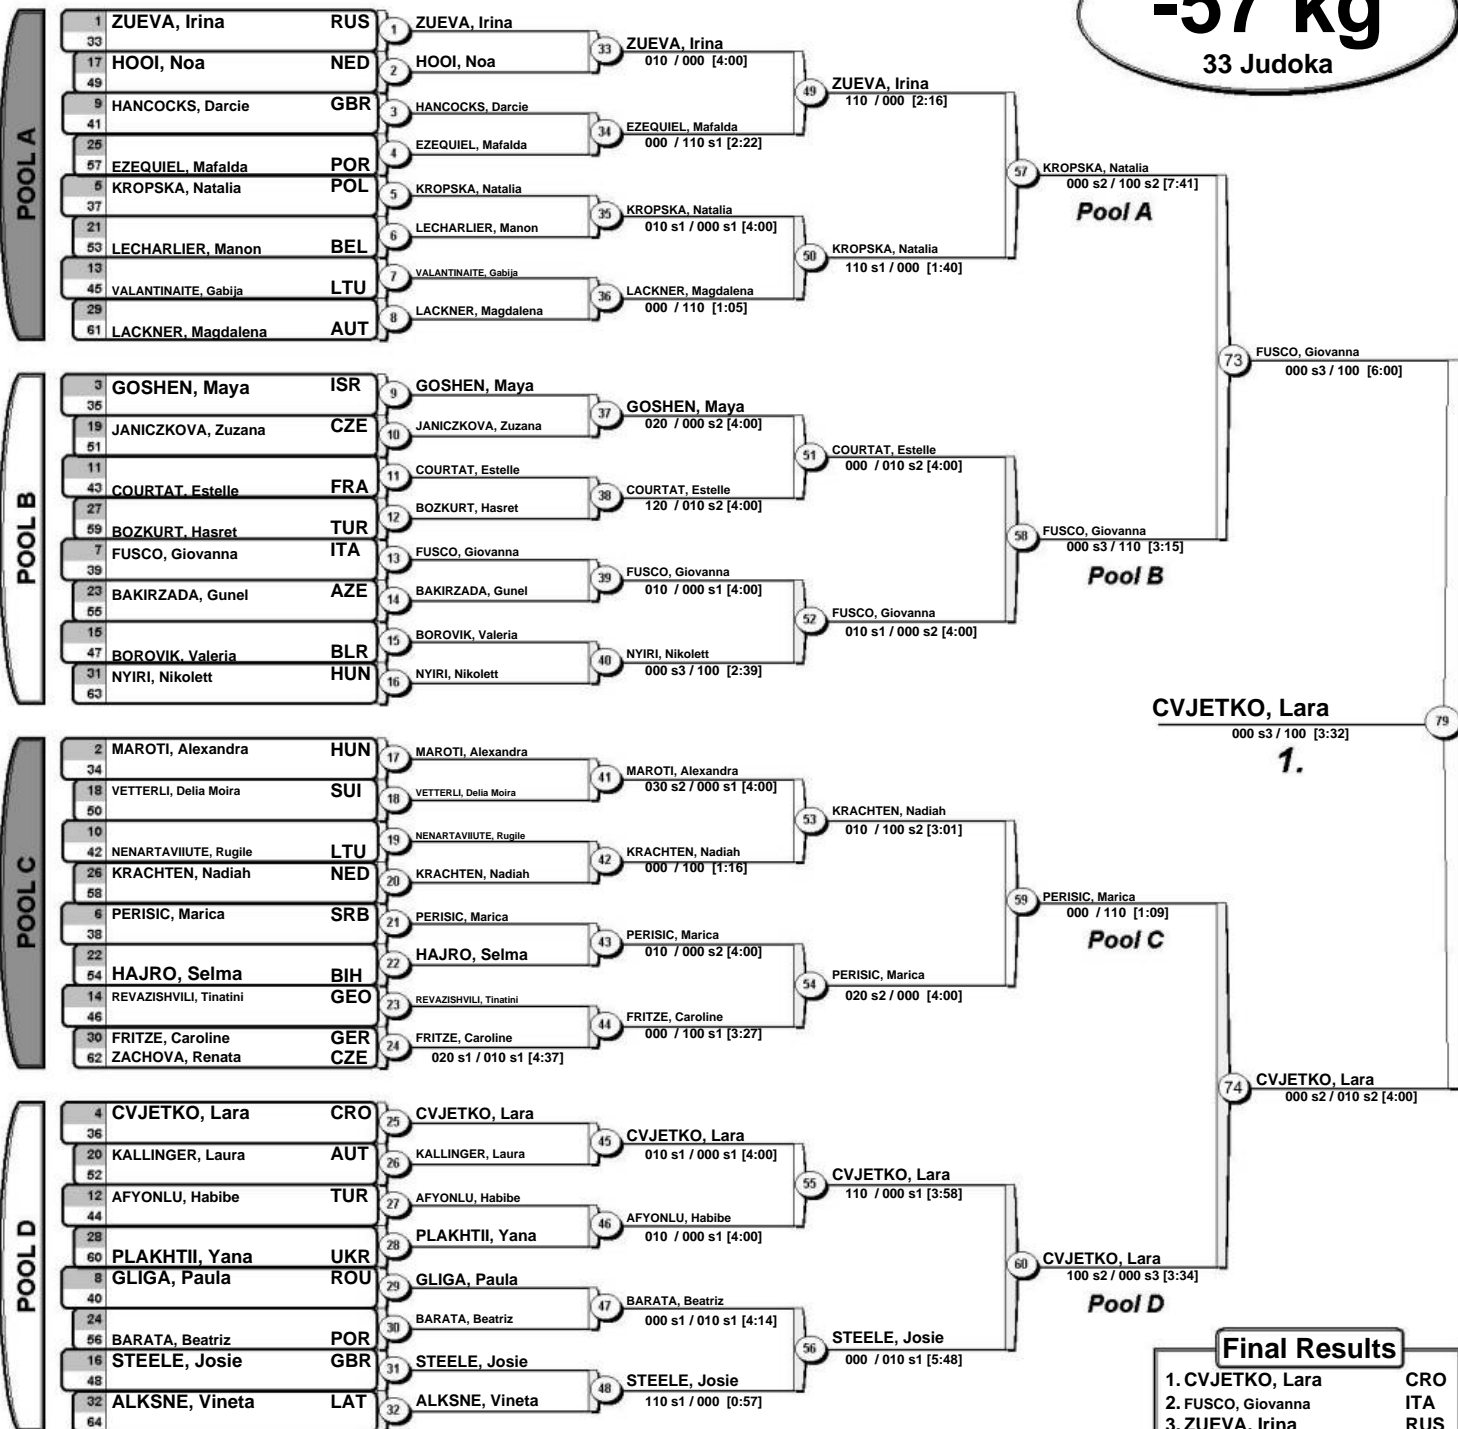 -57 kg
33 Judoka
POOL A
1 ZUEVA, Irina RUS
33
17 HOOI, Noa NED
49
9 HANCOCKS, Darcie GBR
41
25
57 EZEQUIEL, Mafalda POR
5 KROPSKA, Natalia POL
37
21
53 LECHARLIER, Manon BEL
13
45 VALANTINAITE, Gabija LTU
29
61 LACKNER, Magdalena AUT
1 ZUEVA, Irina
2 HOOI, Noa
3 HANCOCKS, Darcie
4 EZEQUIEL, Mafalda
5 KROPSKA, Natalia
6 LECHARLIER, Manon
7 VALANTINAITE, Gabija
8 LACKNER, Magdalena
33 ZUEVA, Irina
010 / 000 [4:00]
34 EZEQUIEL, Mafalda
000 / 110 s1 [2:22]
35 KROPSKA, Natalia
010 s1 / 000 s1 [4:00]
36 LACKNER, Magdalena
000 / 110 [1:05]
49 ZUEVA, Irina
110 / 000 [2:16]
50 KROPSKA, Natalia
110 s1 / 000 [1:40]
57 KROPSKA, Natalia
000 s2 / 100 s2 [7:41]
Pool A
POOL B
3 GOSHEN, Maya ISR
35
19 JANICZKOVA, Zuzana CZE
51
11
43 COURTAT, Estelle FRA
27
59 BOZKURT, Hasret TUR
7 FUSCO, Giovanna ITA
39
23 BAKIRZADA, Gunel AZE
55
15
47 BOROVIK, Valeria BLR
31 NYIRI, Nikolett HUN
63
9 GOSHEN, Maya
10 JANICZKOVA, Zuzana
11 COURTAT, Estelle
12 BOZKURT, Hasret
13 FUSCO, Giovanna
14 BAKIRZADA, Gunel
15 BOROVIK, Valeria
16 NYIRI, Nikolett
37 GOSHEN, Maya
020 / 000 s2 [4:00]
38 COURTAT, Estelle
120 / 010 s2 [4:00]
39 FUSCO, Giovanna
010 / 000 s1 [4:00]
40 NYIRI, Nikolett
000 s3 / 100 [2:39]
51 COURTAT, Estelle
000 / 010 s2 [4:00]
52 FUSCO, Giovanna
010 s1 / 000 s2 [4:00]
58 FUSCO, Giovanna
000 s3 / 110 [3:15]
Pool B
73 FUSCO, Giovanna
000 s3 / 100 [6:00]
CVJETKO, Lara 79
000 s3 / 100 [3:32]
1.
POOL C
2 MAROTI, Alexandra HUN
34
18 VETTERLI, Delia Moira SUI
50
10
42 NENARTAVIIUTE, Rugile LTU
26 KRACHTEN, Nadiah NED
58
6 PERISIC, Marica SRB
38
22
54 HAJRO, Selma BIH
14 REVAZISHVILI, Tinatini GEO
46
30 FRITZE, Caroline GER
62 ZACHOVA, Renata CZE
17 MAROTI, Alexandra
18 VETTERLI, Delia Moira
19 NENARTAVIIUTE, Rugile
20 KRACHTEN, Nadiah
21 PERISIC, Marica
22 HAJRO, Selma
23 REVAZISHVILI, Tinatini
24 FRITZE, Caroline
020 s1 / 010 s1 [4:37]
41 MAROTI, Alexandra
030 s2 / 000 s1 [4:00]
42 KRACHTEN, Nadiah
000 / 100 [1:16]
43 PERISIC, Marica
010 / 000 s2 [4:00]
44 FRITZE, Caroline
000 / 100 s1 [3:27]
53 KRACHTEN, Nadiah
010 / 100 s2 [3:01]
54 PERISIC, Marica
020 s2 / 000 [4:00]
59 PERISIC, Marica
000 / 110 [1:09]
Pool C
POOL D
4 CVJETKO, Lara CRO
36
20 KALLINGER, Laura AUT
52
12 AFYONLU, Habibe TUR
44
28
60 PLAKHTII, Yana UKR
8 GLIGA, Paula ROU
40
24
56 BARATA, Beatriz POR
16 STEELE, Josie GBR
48
32 ALKSNE, Vineta LAT
64
25 CVJETKO, Lara
26 KALLINGER, Laura
27 AFYONLU, Habibe
28 PLAKHTII, Yana
29 GLIGA, Paula
30 BARATA, Beatriz
31 STEELE, Josie
32 ALKSNE, Vineta
45 CVJETKO, Lara
010 s1 / 000 s1 [4:00]
46 AFYONLU, Habibe
010 / 000 s1 [4:00]
47 BARATA, Beatriz
000 s1 / 010 s1 [4:14]
48 STEELE, Josie
110 s1 / 000 [0:57]
55 CVJETKO, Lara
110 / 000 s1 [3:58]
56 STEELE, Josie
000 / 010 s1 [5:48]
60 CVJETKO, Lara
100 s2 / 000 s3 [3:34]
Pool D
74 CVJETKO, Lara
000 s2 / 010 s2 [4:00]
Final Results
1. CVJETKO, Lara CRO
2. FUSCO, Giovanna ITA
3. ZUEVA, Irina RUS